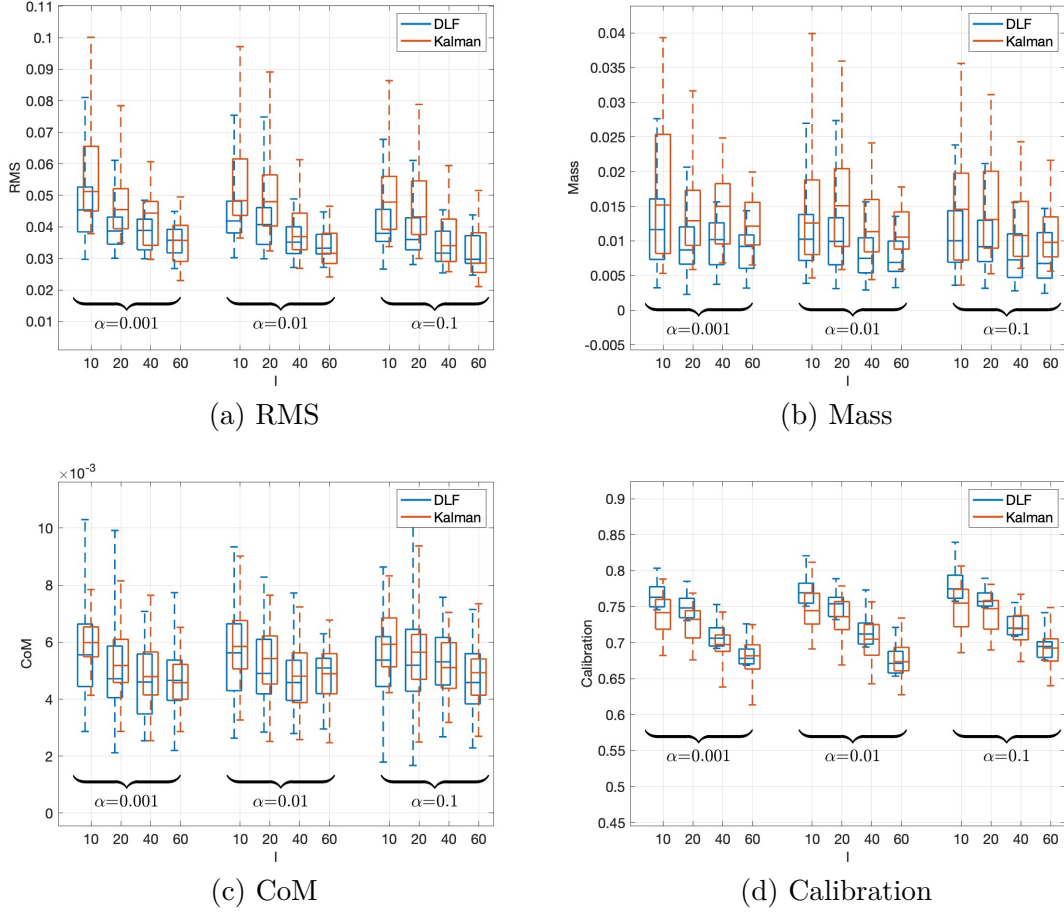 0.11
0.1
0.09
0.08
0.07
0.06
0.05
0.04
0.03
0.02
0.01
RMS
DLF
Kalman
α=0.001 α=0.01 α=0.1
10 20 40 60 10 20 40 60 10 20 40 60
I
(a) RMS
0.04
0.035
0.03
0.025
0.02
0.015
0.01
0.005
0
-0.005
Mass
DLF
Kalman
α=0.001 α=0.01 α=0.1
10 20 40 60 10 20 40 60 10 20 40 60
I
(b) Mass
×10⁻³
10
8
6
4
2
0
CoM
DLF
Kalman
α=0.001 α=0.01 α=0.1
10 20 40 60 10 20 40 60 10 20 40 60
I
(c) CoM
0.9
0.85
0.8
0.75
0.7
0.65
0.6
0.55
0.5
0.45
Calibration
DLF
Kalman
α=0.001 α=0.01 α=0.1
10 20 40 60 10 20 40 60 10 20 40 60
I
(d) Calibration